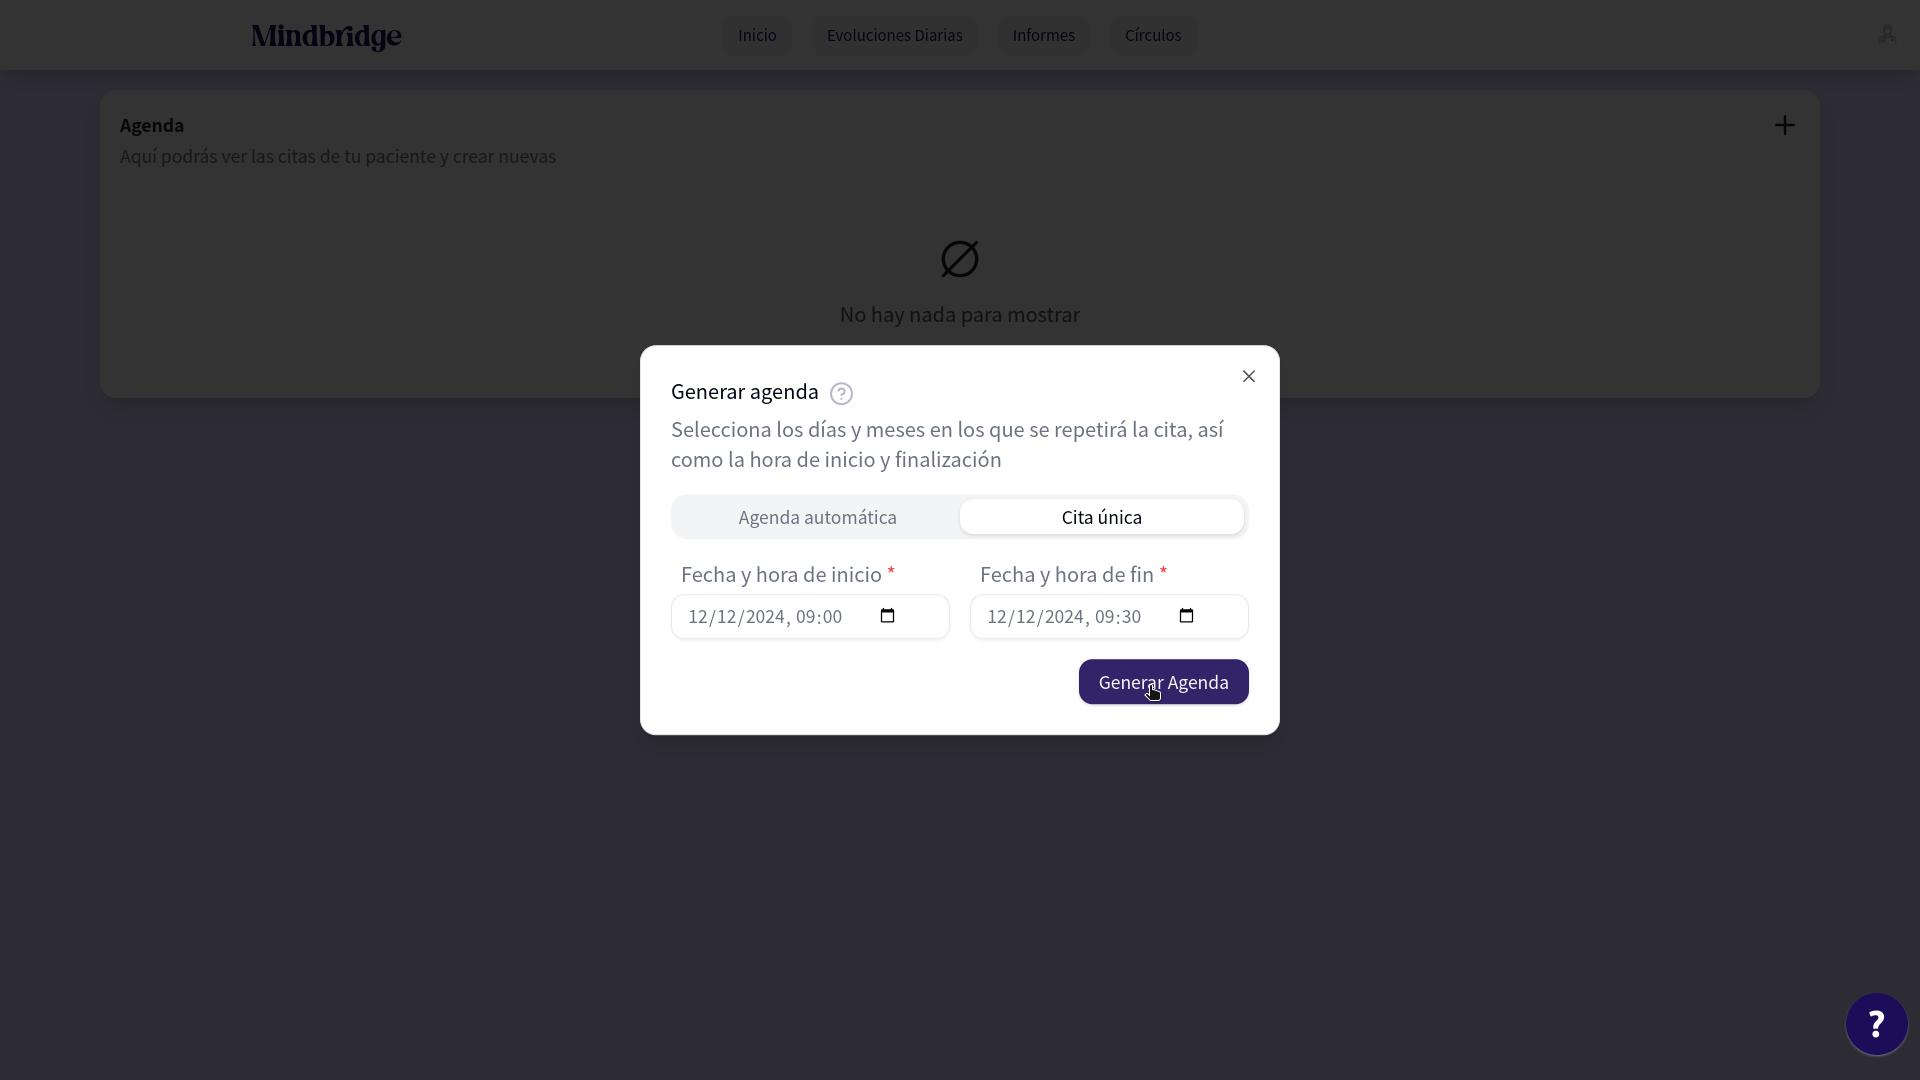 Mindbridge
Inicio
Evoluciones Diarias
Informes
Círculos
Agenda
Aquí podrás ver las citas de tu paciente y crear nuevas
No hay nada para mostrar
Generar agenda ?
Selecciona los días y meses en los que se repetirá la cita, así
como la hora de inicio y finalización
Agenda automática
Cita única
Fecha y hora de inicio *
Fecha y hora de fin *
12/12/2024, 09:00
12/12/2024, 09:30
Generar Agenda
?